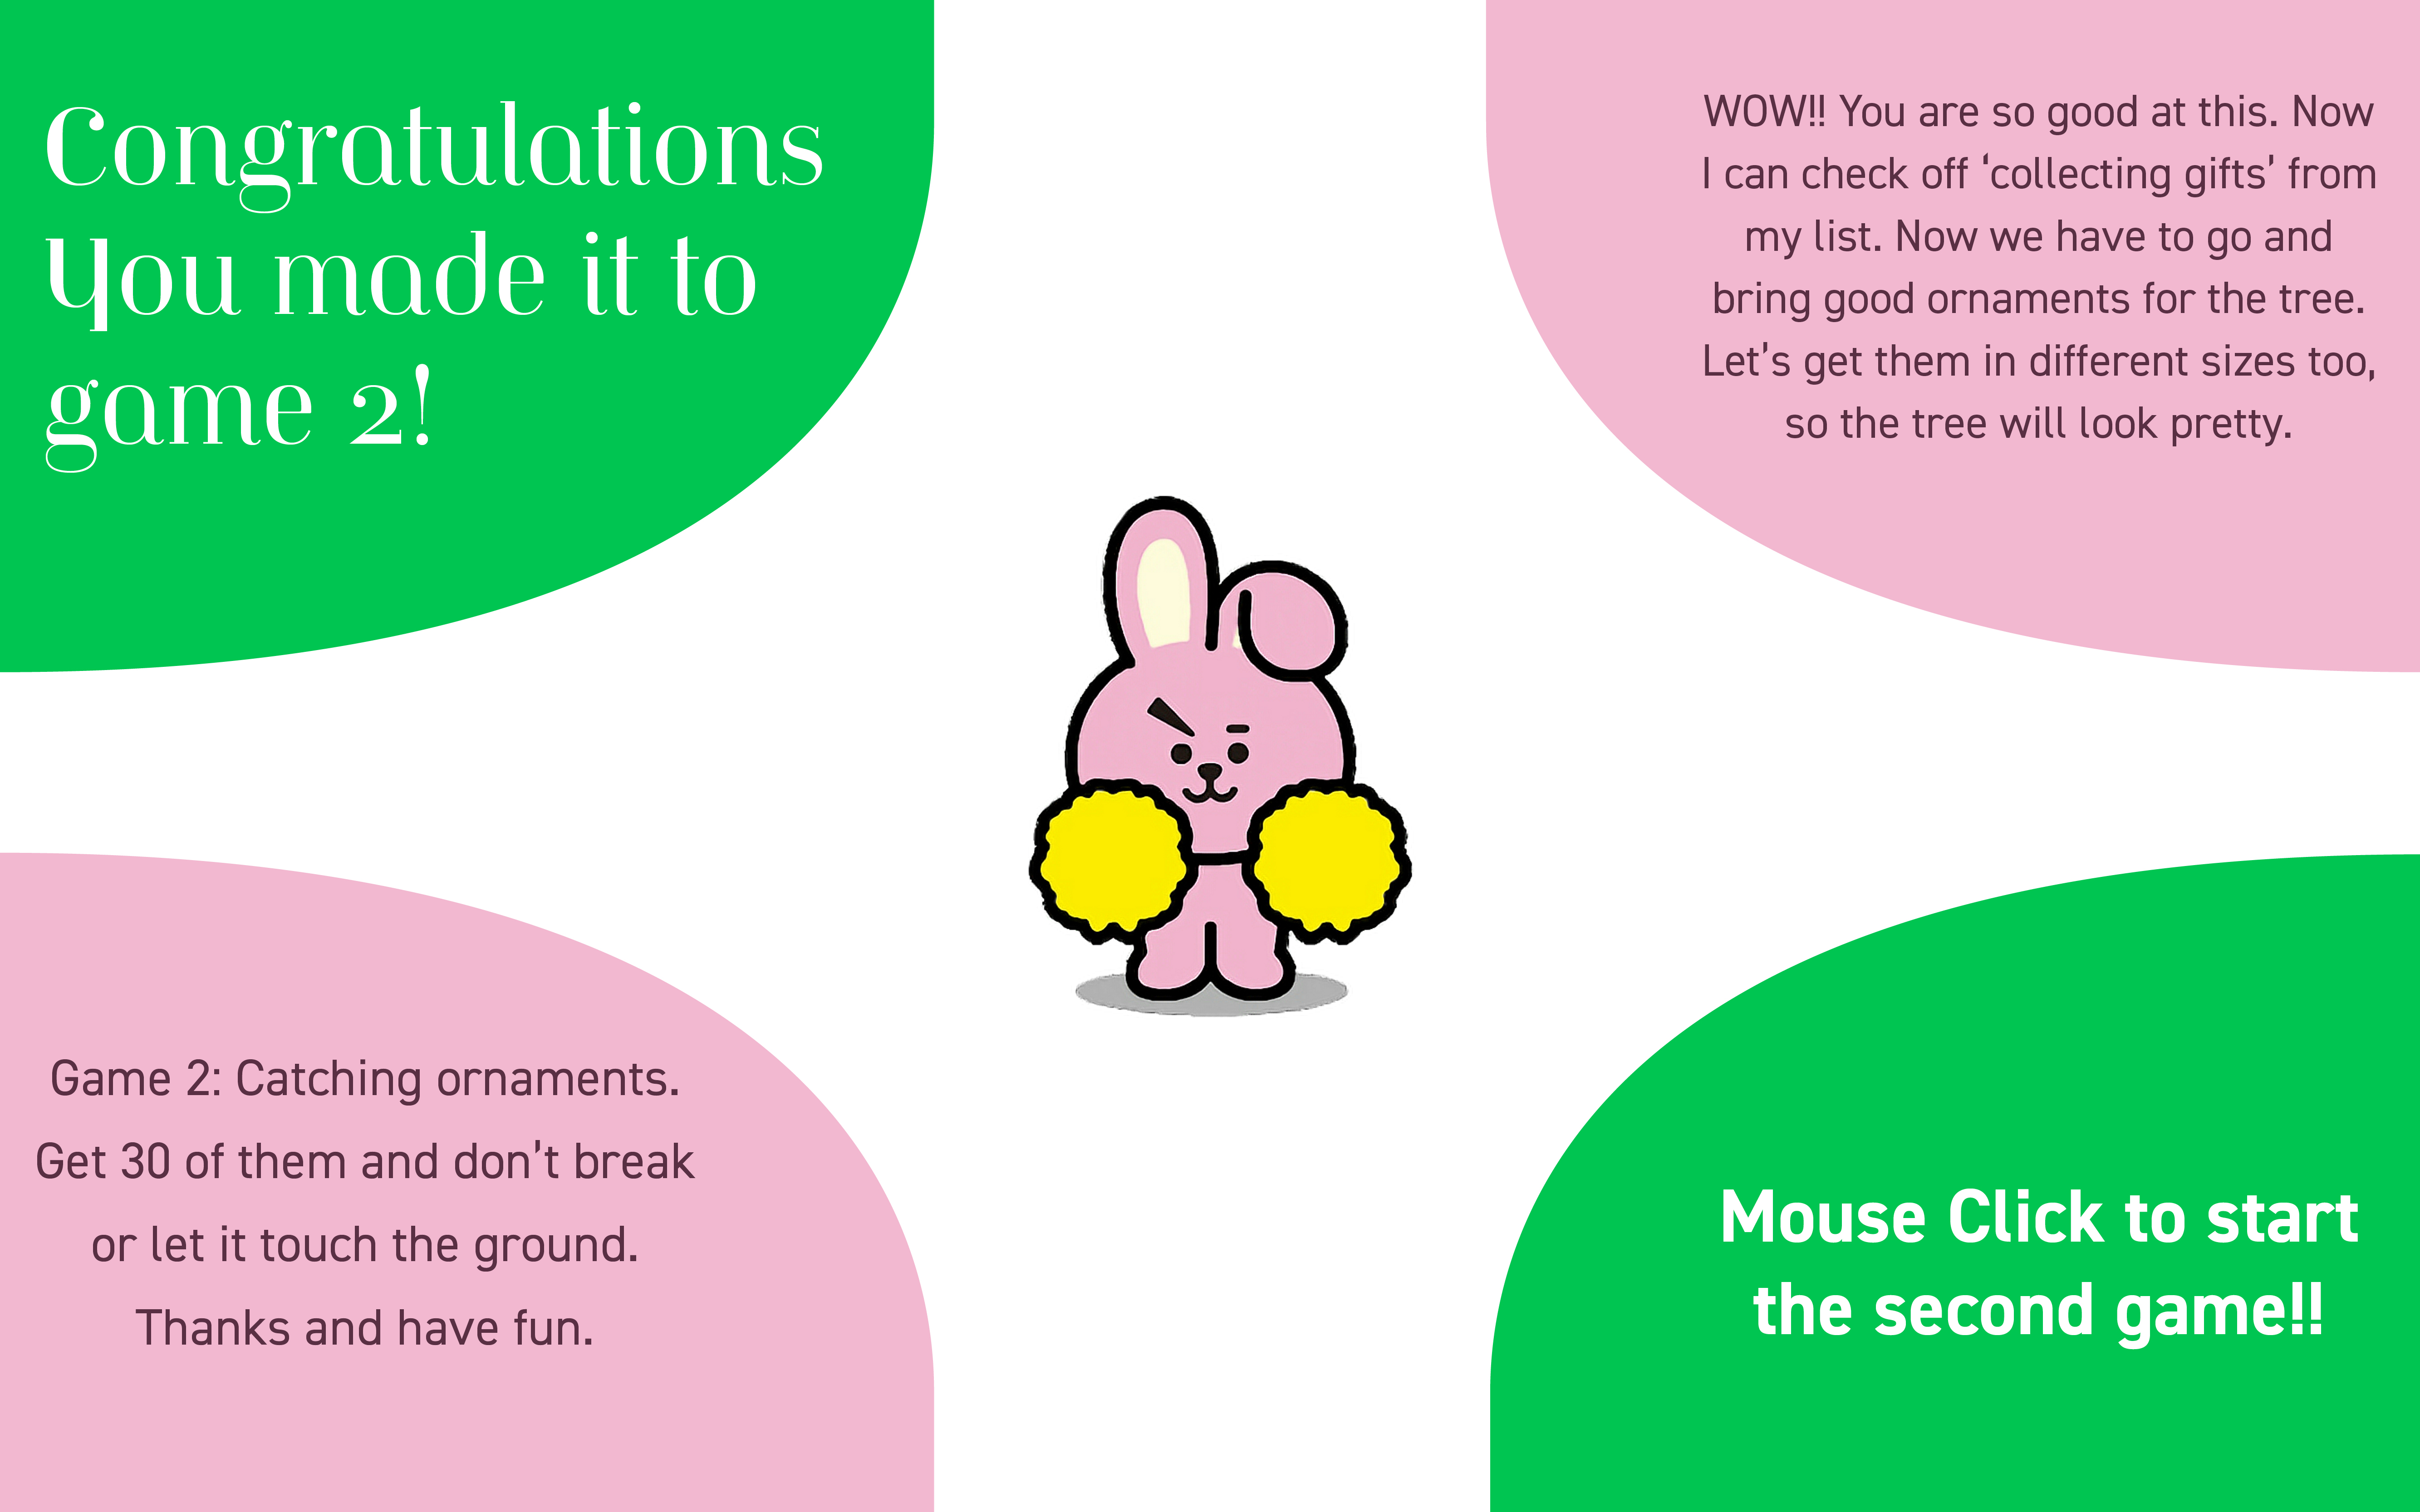 Congratulations
You made it to
game 2!
WOW!! You are so good at this. Now
I can check off ‘collecting gifts’ from
my list. Now we have to go and
bring good ornaments for the tree.
Let’s get them in different sizes too,
so the tree will look pretty.
Game 2: Catching ornaments.
Get 30 of them and don’t break
or let it touch the ground.
Thanks and have fun.
Mouse Click to start
the second game!!